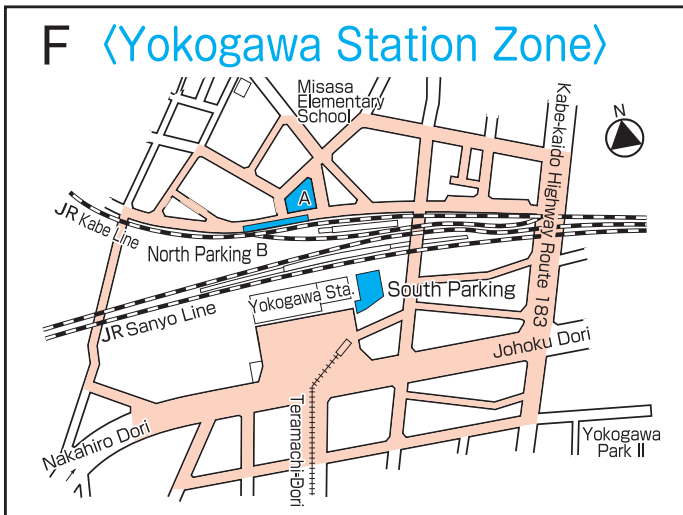 F 〈Yokogawa Station Zone〉
Misasa
Elementary
School
N
Kabe-kaido Highway Route 183
A
JR Kabe Line
North Parking B
Yokogawa Sta.
South Parking
JR Sanyo Line
Johoku Dori
Teramachi-Dori
Nakahiro Dori
Yokogawa
Park II